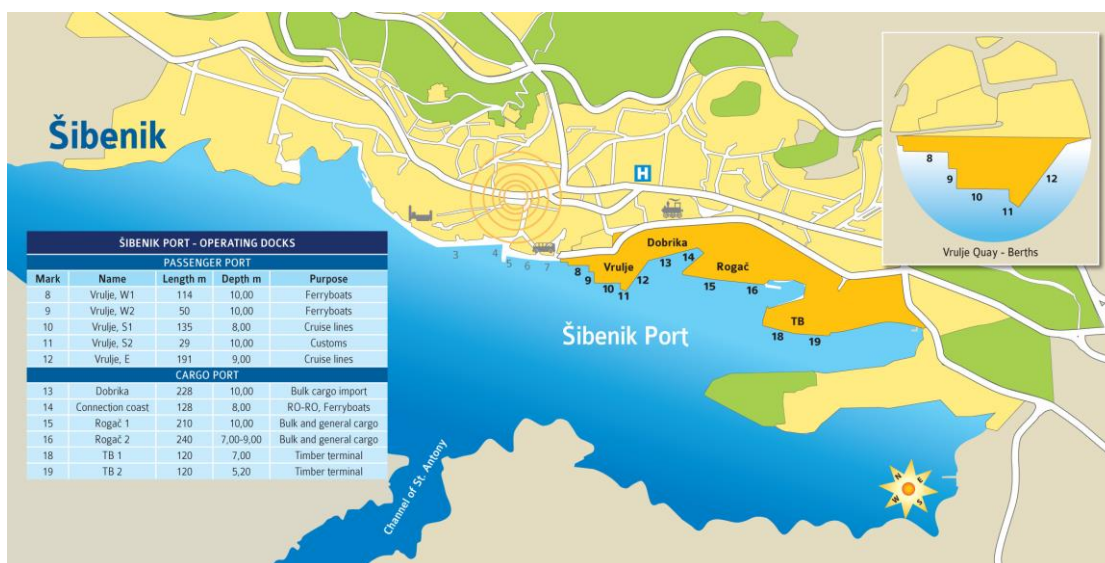 Šibenik
H
3
4
5
6
7
8
9
10
11
12
13
14
15
16
18
19
Vrulje
Dobrika
Rogač
TB
Šibenik Port
Channel of St. Antony
N
E
S
W
8
9
10
11
12
Vrulje Quay - Berths
ŠIBENIK PORT - OPERATING DOCKS
PASSENGER PORT
Mark Name Length m Depth m Purpose
8 Vrulje, W1 114 10,00 Ferryboats
9 Vrulje, W2 50 10,00 Ferryboats
10 Vrulje, S1 135 8,00 Cruise lines
11 Vrulje, S2 29 10,00 Customs
12 Vrulje, E 191 9,00 Cruise lines
CARGO PORT
13 Dobrika 228 10,00 Bulk cargo import
14 Connection coast 128 8,00 RO-RO, Ferryboats
15 Rogač 1 210 10,00 Bulk and general cargo
16 Rogač 2 240 7,00-9,00 Bulk and general cargo
18 TB 1 120 7,00 Timber terminal
19 TB 2 120 5,20 Timber terminal